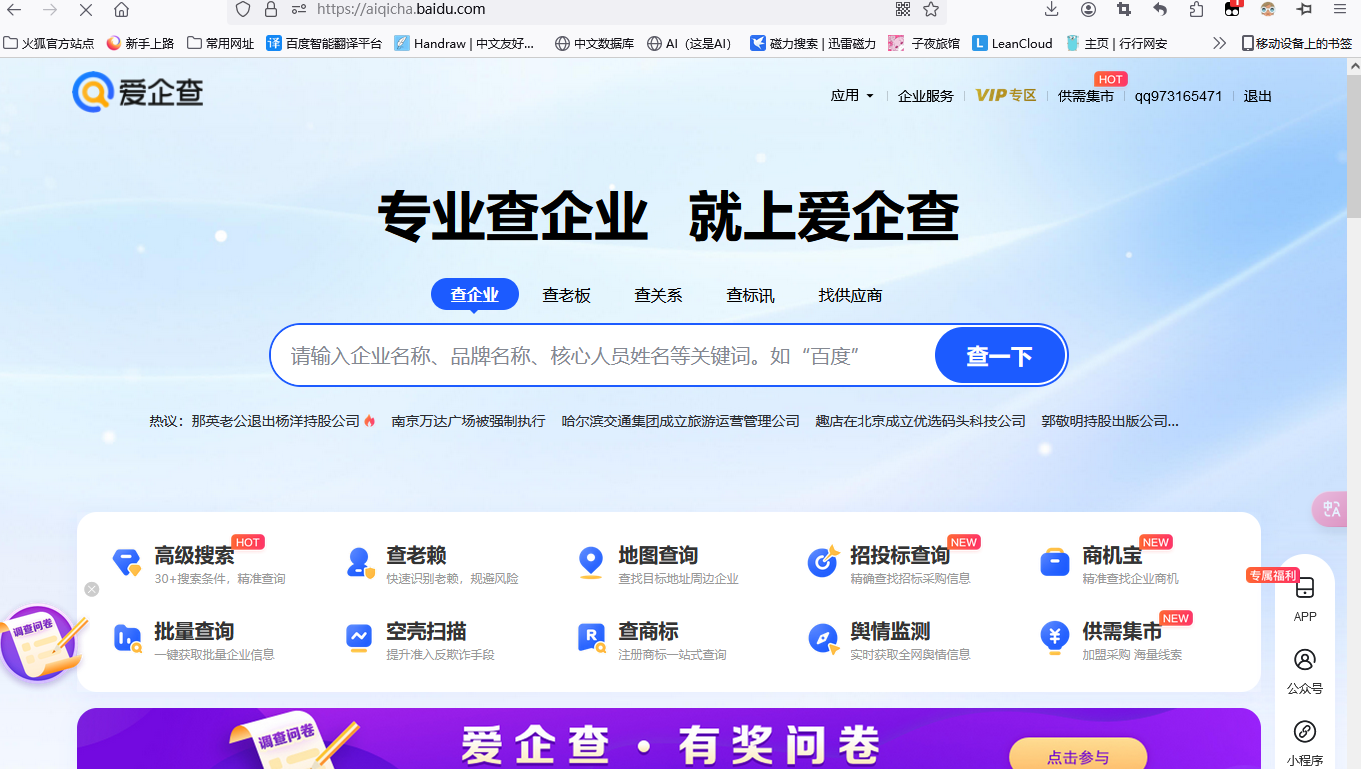 https://aiqicha.baidu.com
1
火狐官方站点 新手上路 常用网址 译 百度智能翻译平台 Handraw | 中文友好... 中文数据库 AI（这是AI） 磁力搜索 | 迅雷磁力 子夜旅馆 L LeanCloud 主页 | 行行网安 移动设备上的书签
爱企查
HOT
应用 企业服务 VIP专区 供需集市 qq973165471 退出
专业查企业 就上爱企查
查企业 查老板 查关系 查标讯 找供应商
请输入企业名称、品牌名称、核心人员姓名等关键词。如“百度” 查一下
热议： 那英老公退出杨洋持股公司 南京万达广场被强制执行 哈尔滨交通集团成立旅游运营管理公司 趣店在北京成立优选码头科技公司 郭敬明持股出版公司...
中A
高级搜索 HOT 查老赖 地图查询 招投标查询 NEW 商机宝 NEW
30+搜索条件，精准查询 快速识别老赖，规避风险 查找目标地址周边企业 精确查找招标采购信息 精准查找企业商机
批量查询 空壳扫描 R 查商标 舆情监测 供需集市 NEW
一键获取批量企业信息 提升准入反欺诈手段 注册商标一站式查询 实时获取全网舆情信息 加盟采购 海量线索
专属福利
APP
公众号
小程序
调查问卷
调查问卷
爱企查·有奖问卷
点击参与